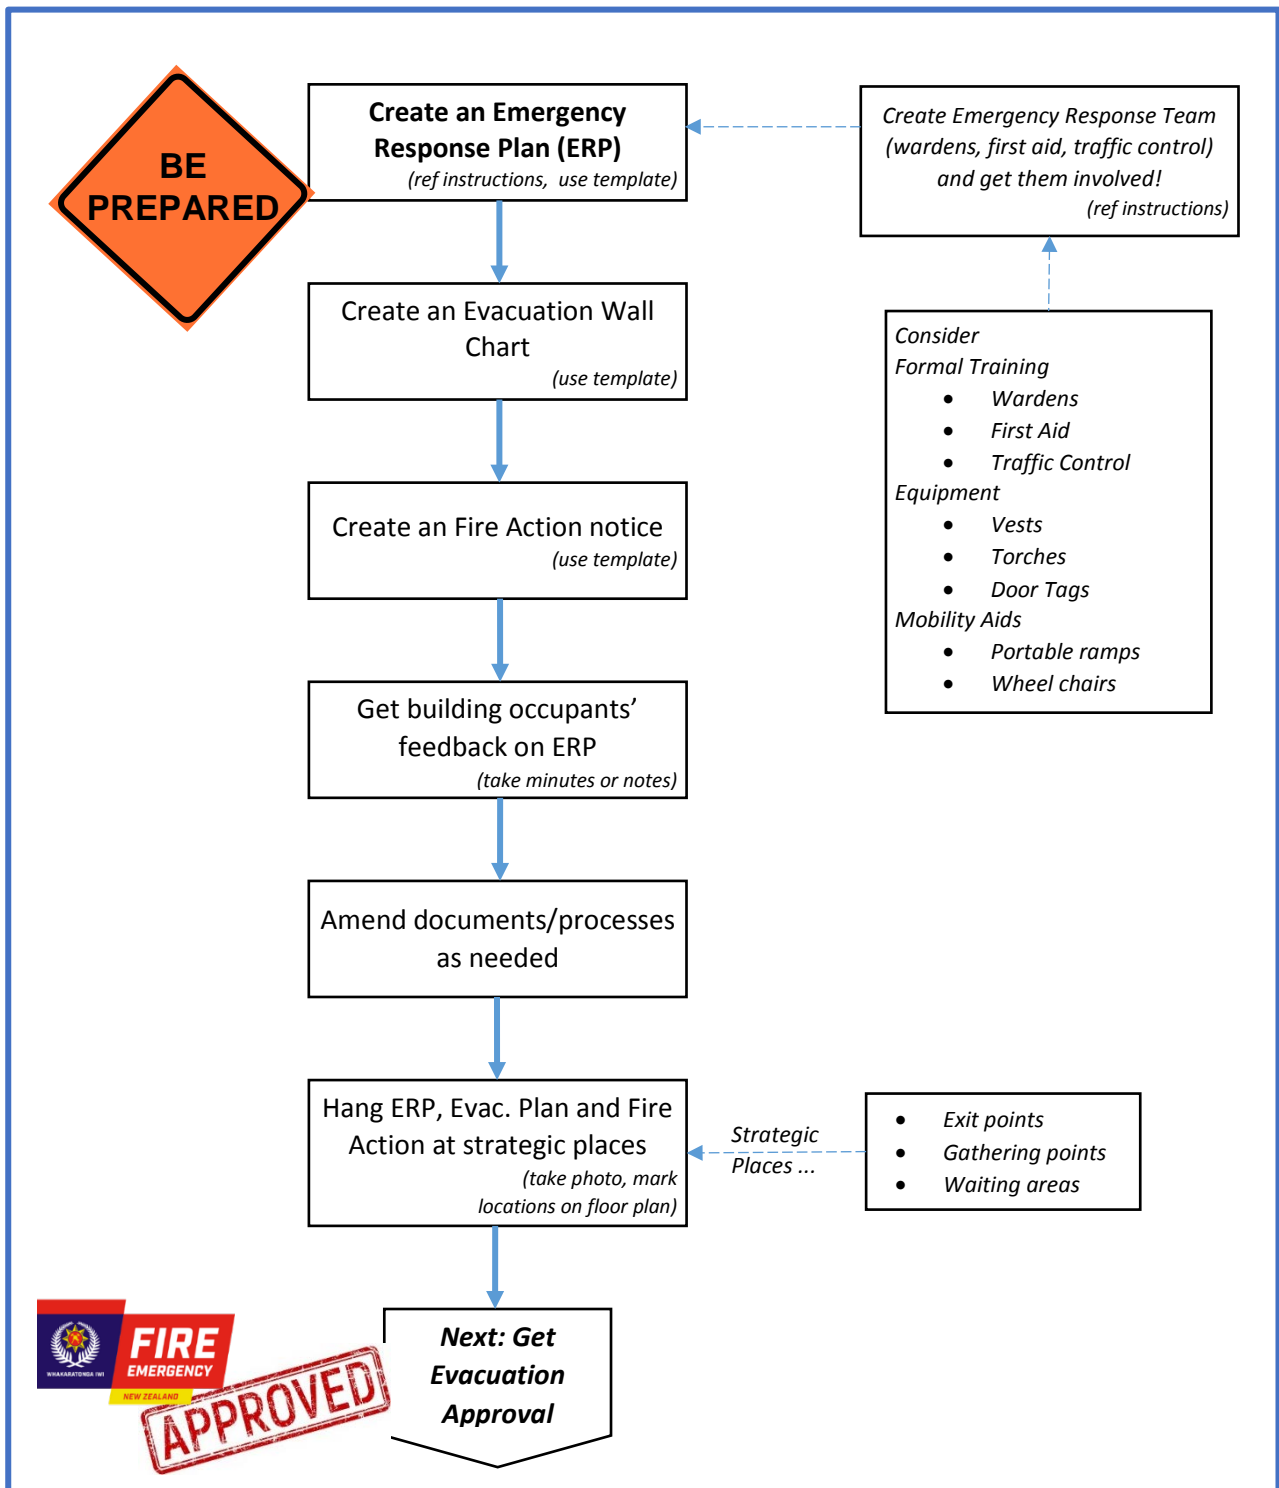 BE
PREPARED
Create an Emergency
Response Plan (ERP)
(ref instructions, use template)
Create Emergency Response Team
(wardens, first aid, traffic control)
and get them involved!
(ref instructions)
Create an Evacuation Wall
Chart
(use template)
Consider
Formal Training
• Wardens
• First Aid
• Traffic Control
Equipment
• Vests
• Torches
• Door Tags
Mobility Aids
• Portable ramps
• Wheel chairs
Create an Fire Action notice
(use template)
Get building occupants’
feedback on ERP
(take minutes or notes)
Amend documents/processes
as needed
Hang ERP, Evac. Plan and Fire
Action at strategic places
(take photo, mark
locations on floor plan)
Strategic
Places ...
• Exit points
• Gathering points
• Waiting areas
FIRE
EMERGENCY
WHAKARATONGA IWI
NEW ZEALAND
APPROVED
Next: Get
Evacuation
Approval